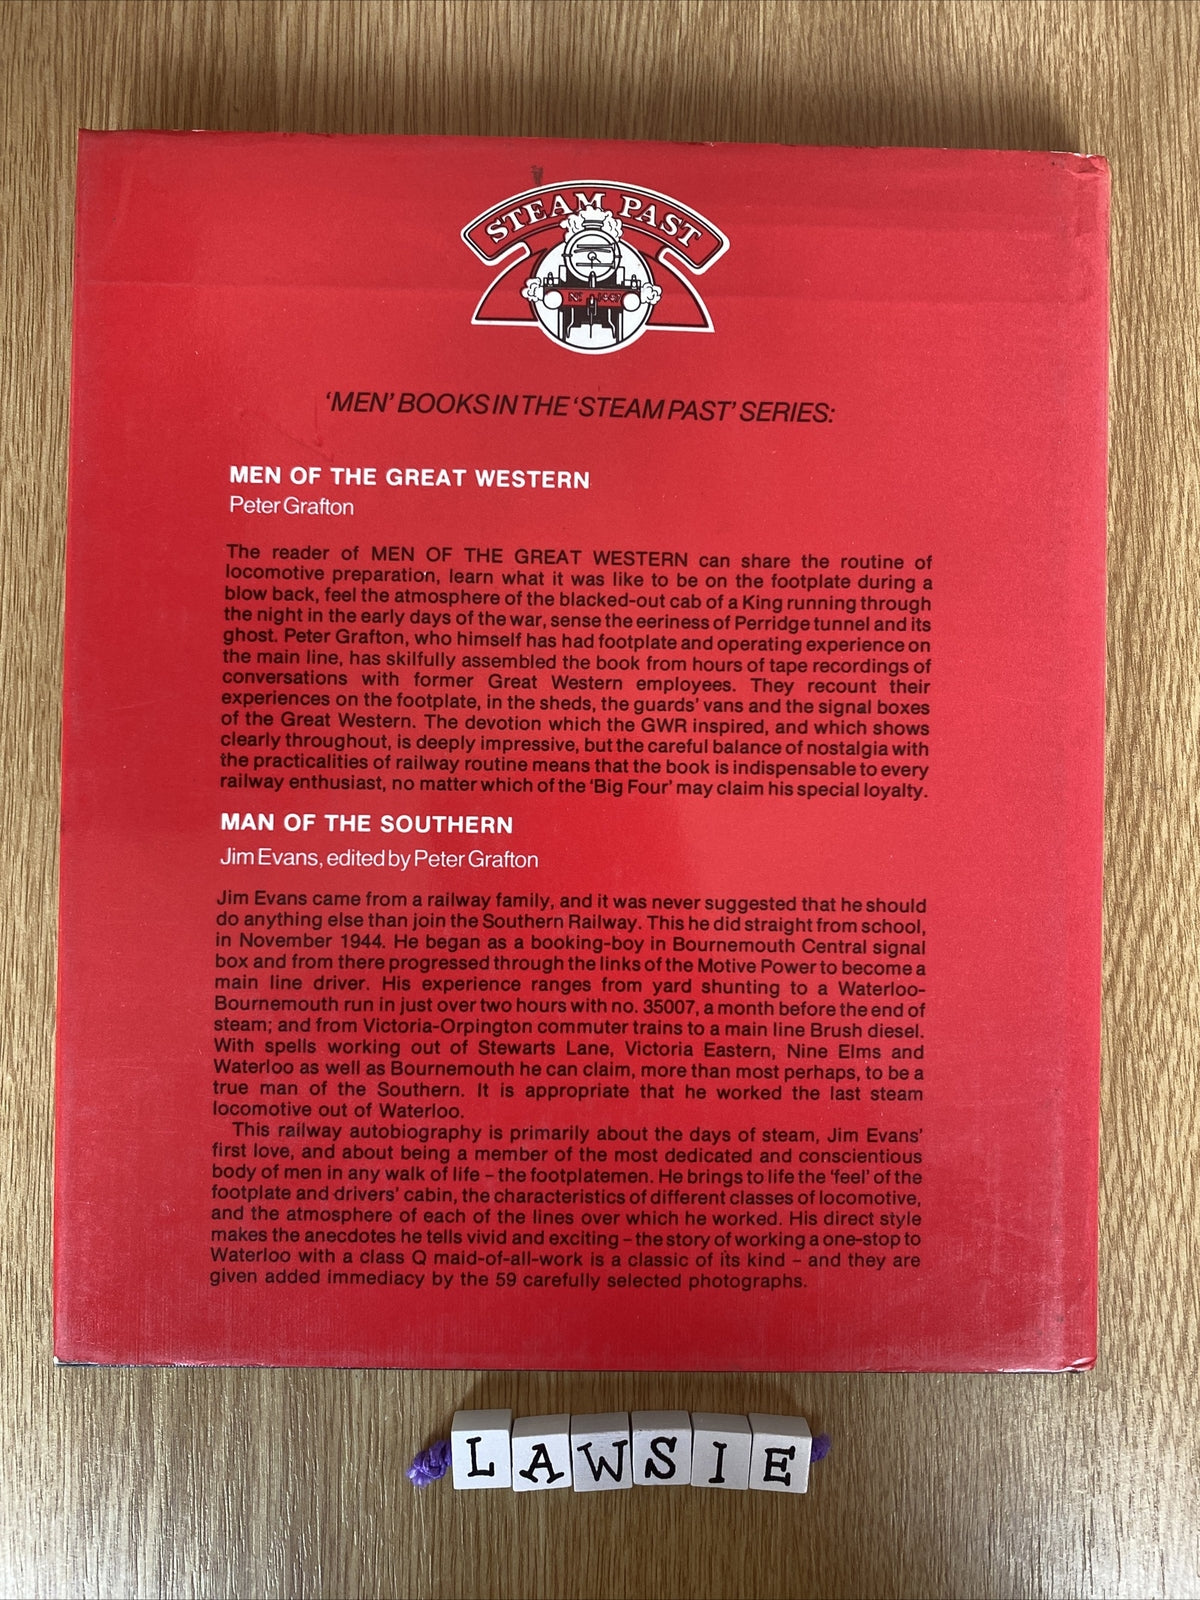 STEAM PAST
'MEN' BOOKS IN THE 'STEAM PAST' SERIES:
MEN OF THE GREAT WESTERN
Peter Grafton
The reader of MEN OF THE GREAT WESTERN can share the routine of
locomotive preparation, learn what it was like to be on the footplate during a
blow back, feel the atmosphere of the blacked-out cab of a King running through
the night in the early days of the war, sense the eeriness of Perridge tunnel and its
ghost. Peter Grafton, who himself has had footplate and operating experience on
the main line, has skilfully assembled the book from hours of tape recordings of
conversations with former Great Western employees. They recount their
experiences on the footplate, in the sheds, the guards' vans and the signal boxes
of the Great Western. The devotion which the GWR inspired, and which shows
clearly throughout, is deeply impressive, but the careful balance of nostalgia with
the practicalities of railway routine means that the book is indispensable to every
railway enthusiast, no matter which of the 'Big Four' may claim his special loyalty.
MAN OF THE SOUTHERN
Jim Evans, edited by Peter Grafton
Jim Evans came from a railway family, and it was never suggested that he should
do anything else than join the Southern Railway. This he did straight from school,
in November 1944. He began as a booking-boy in Bournemouth Central signal
box and from there progressed through the links of the Motive Power to become a
main line driver. His experience ranges from yard shunting to a Waterloo-
Bournemouth run in just over two hours with no. 35007, a month before the end of
steam; and from Victoria-Orpington commuter trains to a main line Brush diesel.
With spells working out of Stewarts Lane, Victoria Eastern, Nine Elms and
Waterloo as well as Bournemouth he can claim, more than most perhaps, to be a
true man of the Southern. It is appropriate that he worked the last steam
locomotive out of Waterloo.
This railway autobiography is primarily about the days of steam, Jim Evans'
first love, and about being a member of the most dedicated and conscientious
body of men in any walk of life – the footplatemen. He brings to life the 'feel' of the
footplate and drivers' cabin, the characteristics of different classes of locomotive,
and the atmosphere of each of the lines over which he worked. His direct style
makes the anecdotes he tells vivid and exciting – the story of working a one-stop to
Waterloo with a class Q maid-of-all-work is a classic of its kind – and they are
given added immediacy by the 59 carefully selected photographs.
LAWSIE